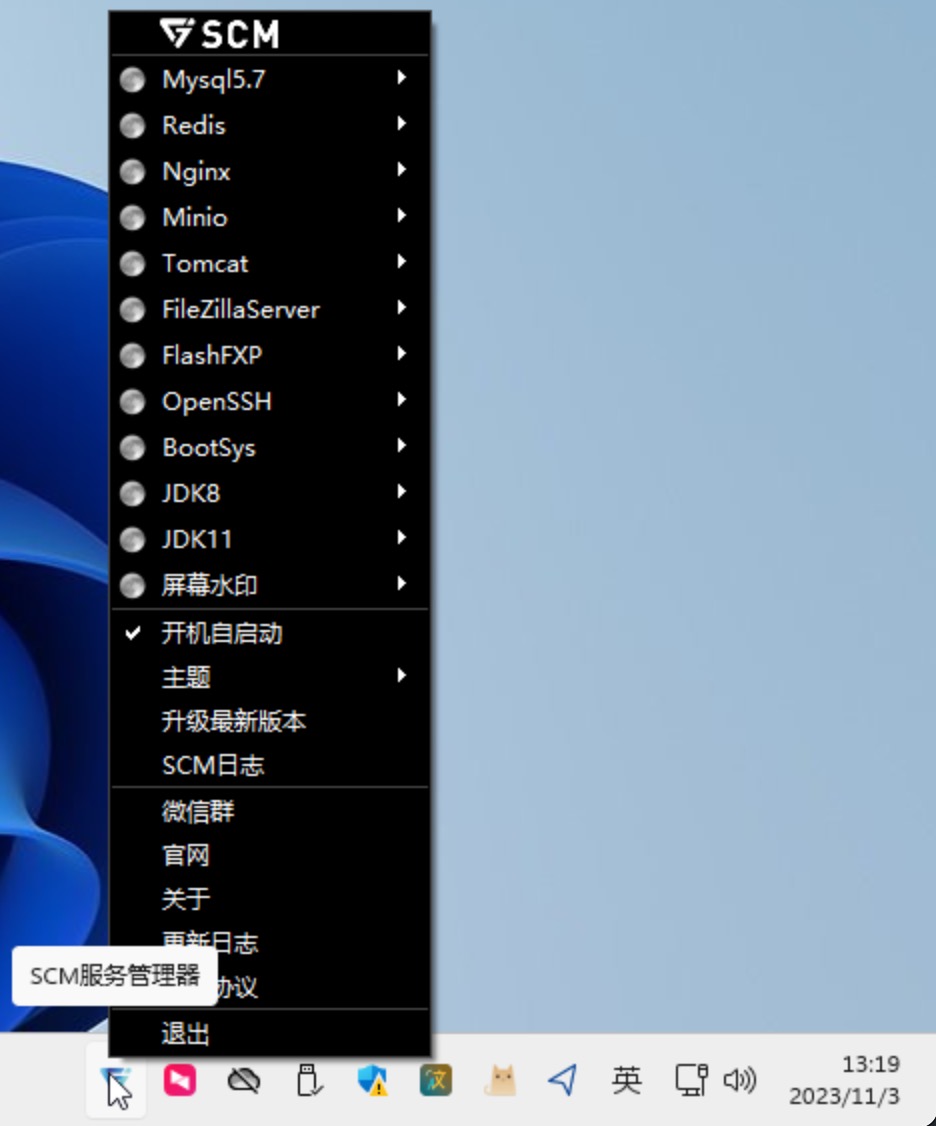 SCM
Mysql5.7
Redis
Nginx
Minio
Tomcat
FileZillaServer
FlashFXP
OpenSSH
BootSys
JDK8
JDK11
屏幕水印
开机自启动
主题
升级最新版本
SCM日志
微信群
官网
关于
更新日志
SCM服务管理器
协议
退出
汉
英
13:19
2023/11/3